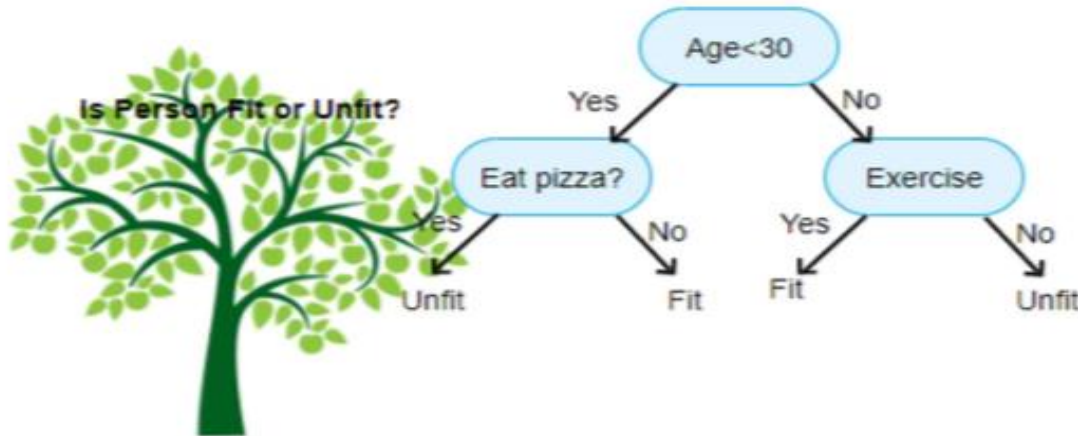 Age<30
Is Person Fit or Unfit?
Yes
No
Eat pizza?
Exercise
Yes
No
Yes
No
Unfit
Fit
Fit
Unfit